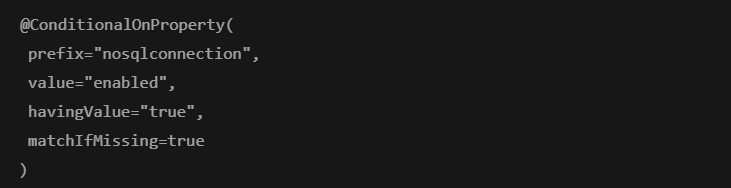 @ConditionalOnProperty(
prefix="nosqlconnection",
value="enabled",
havingValue="true",
matchIfMissing=true
)